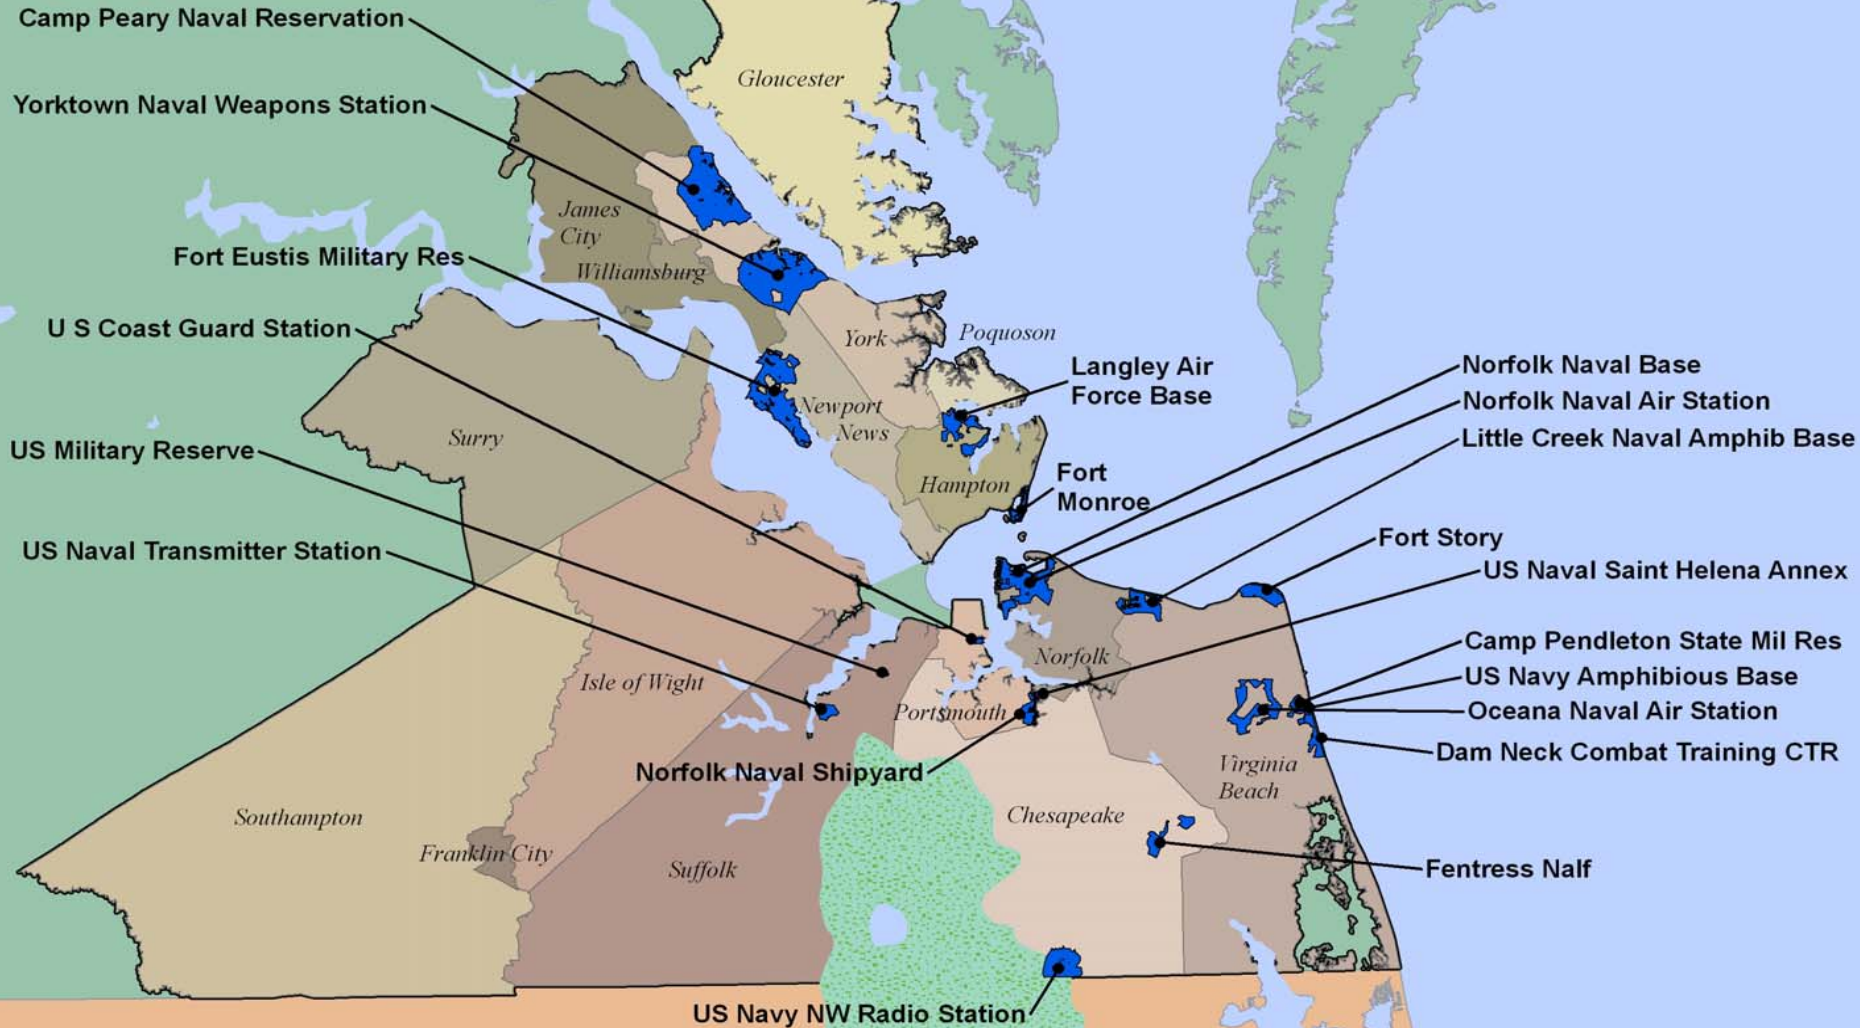 Camp Peary Naval Reservation
Gloucester
Yorktown Naval Weapons Station
James
City
Fort Eustis Military Res
Williamsburg
U S Coast Guard Station
York
Poquoson
Langley Air
Force Base
Norfolk Naval Base
Norfolk Naval Air Station
Newport
News
Surry
Little Creek Naval Amphib Base
US Military Reserve
Hampton
Fort
Monroe
US Naval Transmitter Station
Fort Story
US Naval Saint Helena Annex
Norfolk
Camp Pendleton State Mil Res
Isle of Wight
US Navy Amphibious Base
Portsmouth
Oceana Naval Air Station
Dam Neck Combat Training CTR
Norfolk Naval Shipyard
Virginia
Beach
Southampton
Chesapeake
Franklin City
Suffolk
Fentress Nalf
US Navy NW Radio Station